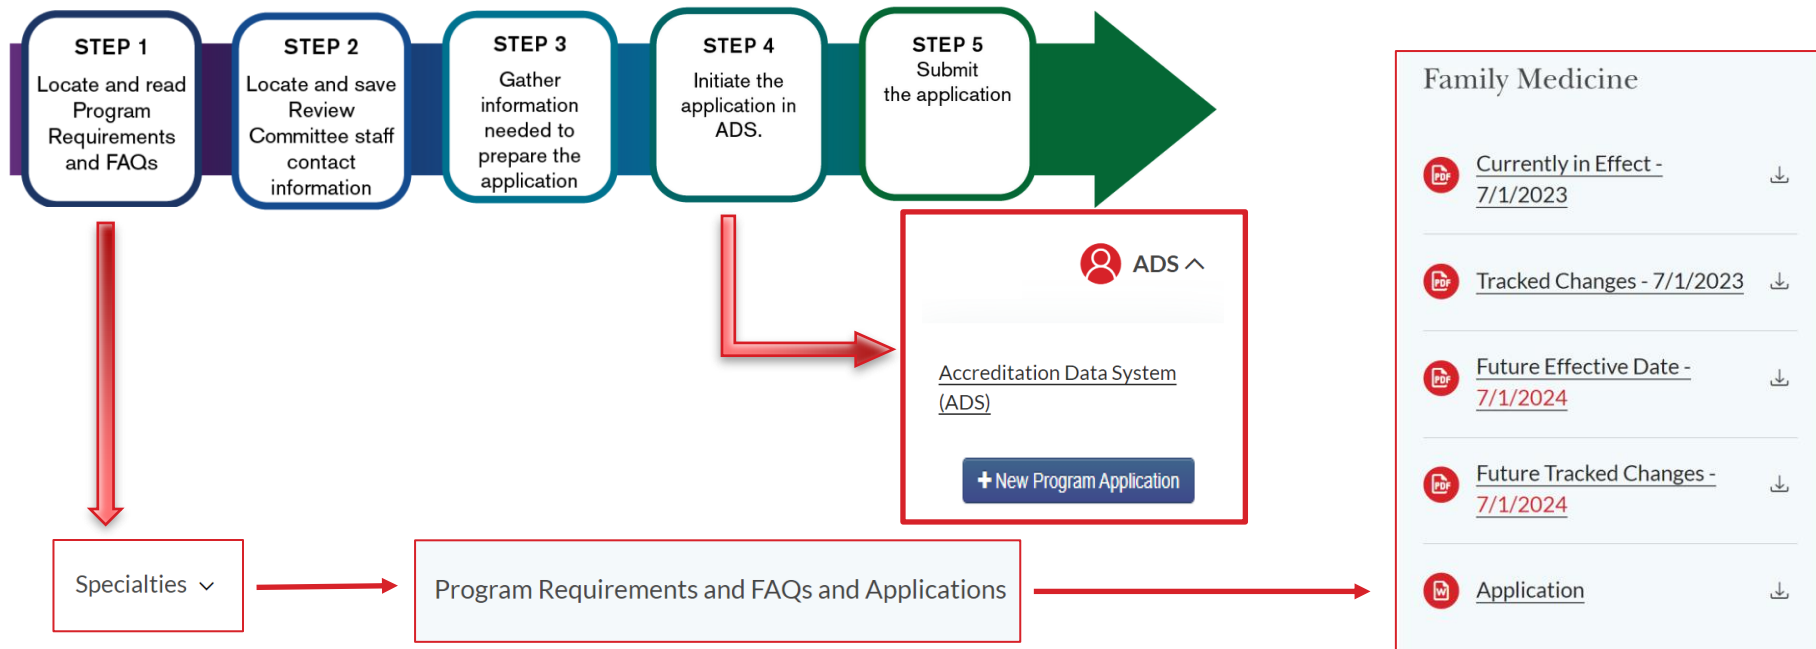 STEP 1
Locate and read
Program
Requirements
and FAQs
STEP 2
Locate and save
Review
Committee staff
contact
information
STEP 3
Gather
information
needed to
prepare the
application
STEP 4
Initiate the
application in
ADS.
STEP 5
Submit
the application
ADS
Accreditation Data System
(ADS)
+ New Program Application
Specialties
Program Requirements and FAQs and Applications
Family Medicine
PDF
Currently in Effect -
7/1/2023
PDF
Tracked Changes - 7/1/2023
PDF
Future Effective Date -
7/1/2024
PDF
Future Tracked Changes -
7/1/2024
W
Application